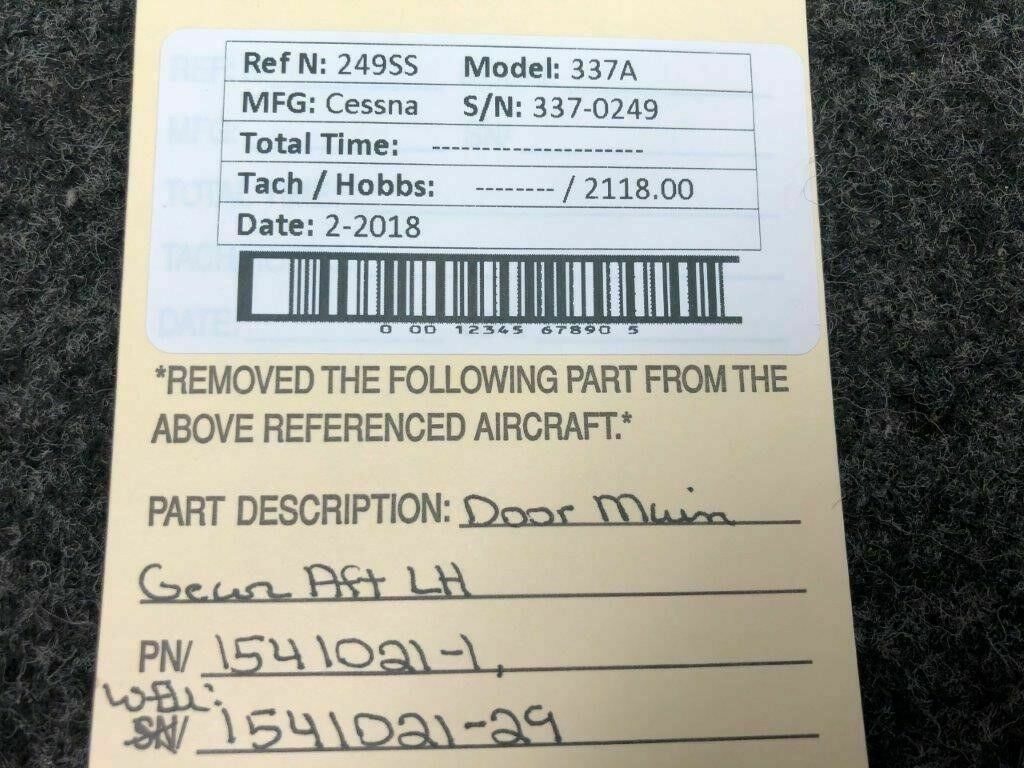 Ref N: 249SS Model: 337A
MFG: Cessna S/N: 337-0249
Total Time: ---------------------
Tach / Hobbs: -------- / 2118.00
Date: 2-2018
0 00 12345 67890 5
*REMOVED THE FOLLOWING PART FROM THE
ABOVE REFERENCED AIRCRAFT.*
PART DESCRIPTION: Door Main
Gear Aft LH
PN/ 1541021-1,
SN/ 1541021-29